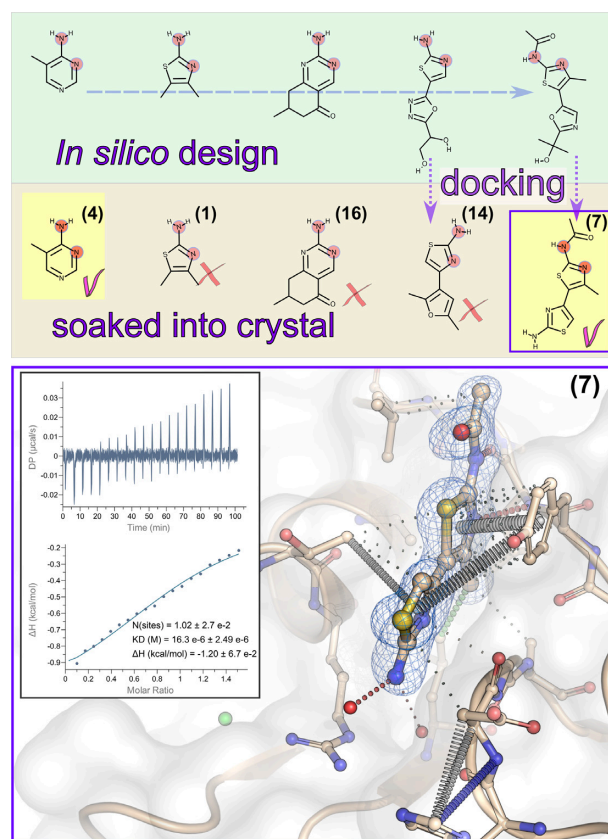 In silico design
docking
(4)
(1)
(16)
(14)
(7)
soaked into crystal
(7)
DP (µcal/s)
0.03
0.02
0.01
0
-0.01
-0.02
0 10 20 30 40 50 60 70 80 90 100
Time (min)
ΔH (kcal/mol)
-0.2
-0.3
-0.4
-0.5
-0.6
-0.7
-0.8
-0.9
N(sites) = 1.02 ± 2.7 e-2
KD (M) = 16.3 e-6 ± 2.49 e-6
ΔH (kcal/mol) = -1.20 ± 6.7 e-2
0 0.2 0.4 0.6 0.8 1.0 1.2 1.4
Molar Ratio